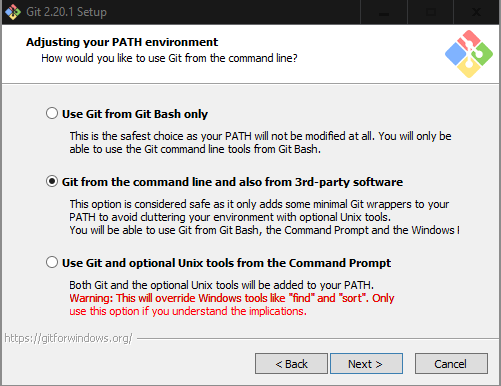 Git 2.20.1 Setup
Adjusting your PATH environment
How would you like to use Git from the command line?
Use Git from Git Bash only
This is the safest choice as your PATH will not be modified at all. You will only be
able to use the Git command line tools from Git Bash.
Git from the command line and also from 3rd-party software
This option is considered safe as it only adds some minimal Git wrappers to your
PATH to avoid cluttering your environment with optional Unix tools.
You will be able to use Git from Git Bash, the Command Prompt and the Windows
Use Git and optional Unix tools from the Command Prompt
Both Git and the optional Unix tools will be added to your PATH.
Warning: This will override Windows tools like "find" and "sort". Only
use this option if you understand the implications.
https://gitforwindows.org/
< Back
Next >
Cancel